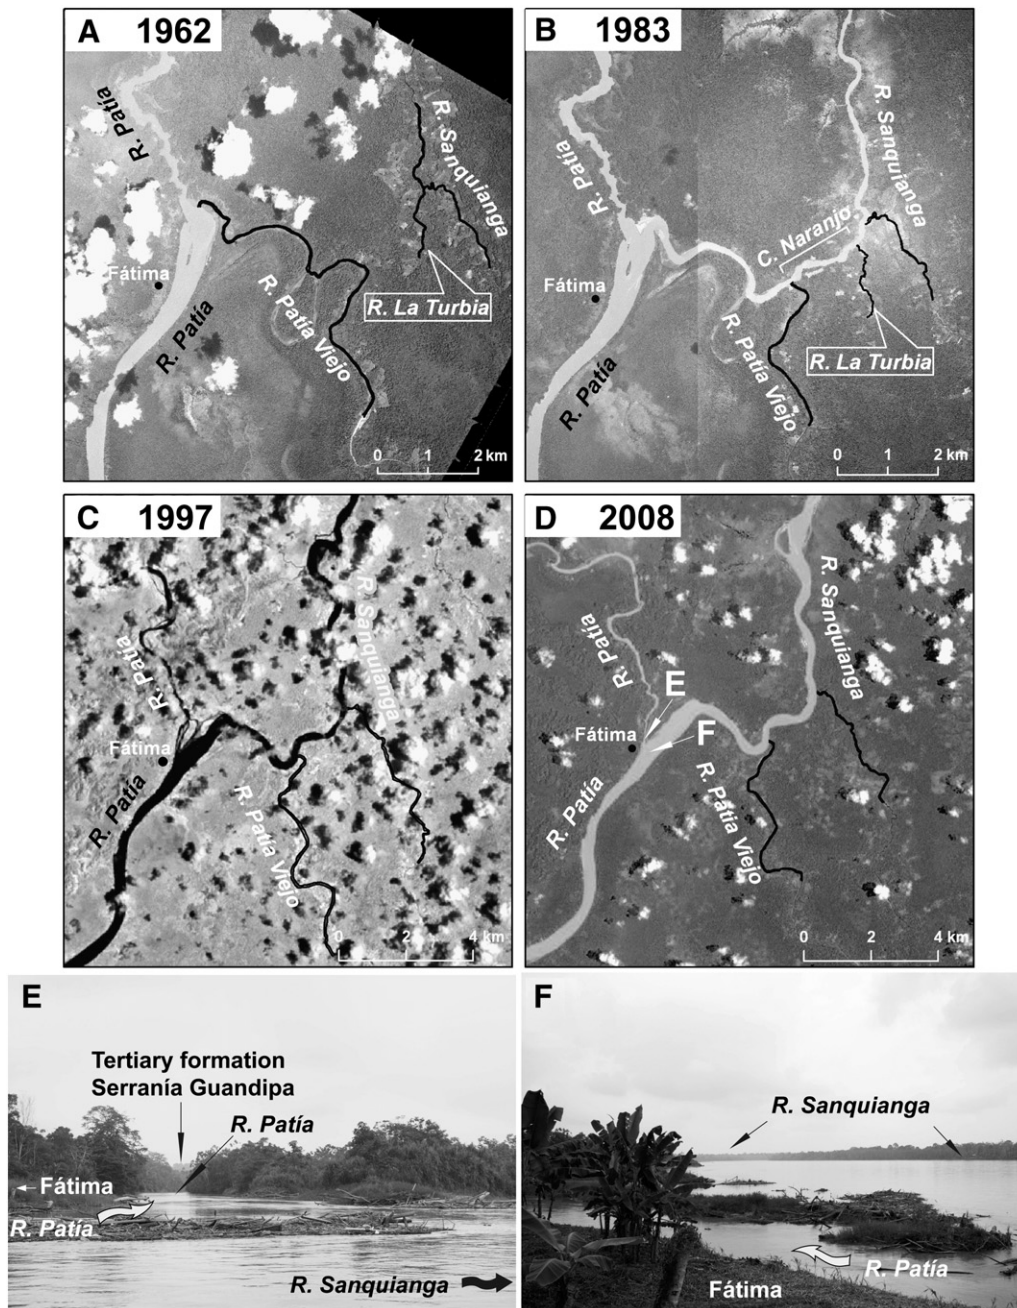 A 1962
R. Patía
R. Sanquianga
Fátima
R. La Turbia
R. Patía Viejo
R. Patía
0 1 2 km
B 1983
R. Patía
R. Sanquianga
C. Naranjo
Fátima
R. La Turbia
R. Patía Viejo
R. Patía
0 1 2 km
C 1997
R. Sanquianga
R. Patía
Fátima
R. Patía
R. Patía Viejo
0 2 4 km
D 2008
R. Sanquianga
R. Patía
E
Fátima
F
R. Patía
R. Patía Viejo
0 2 4 km
E
Tertiary formation
Serranía Guandipa
R. Patía
Fátima
R. Patía
R. Sanquianga
F
R. Sanquianga
R. Patía
Fátima